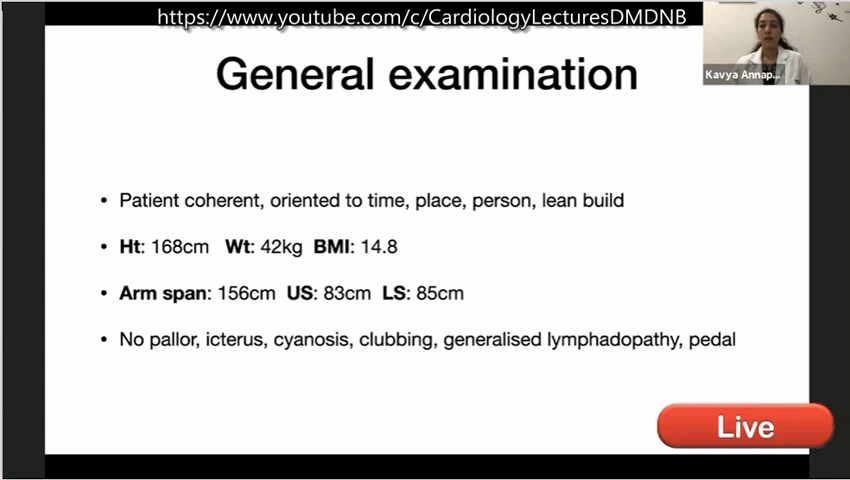 https://www.youtube.com/c/CardiologyLecturesDMDNB
Kavya Annap...
General examination
• Patient coherent, oriented to time, place, person, lean build
• Ht: 168cm Wt: 42kg BMI: 14.8
• Arm span: 156cm US: 83cm LS: 85cm
• No pallor, icterus, cyanosis, clubbing, generalised lymphadopathy, pedal
Live